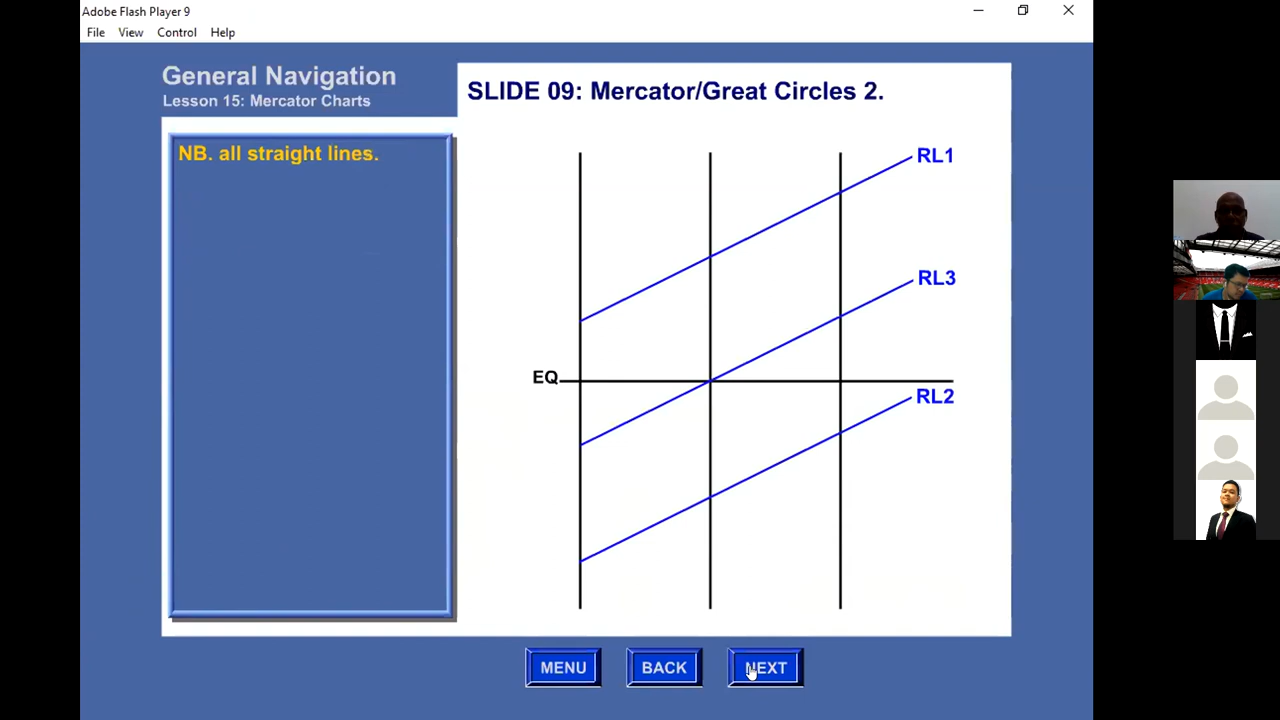 Adobe Flash Player 9
File View Control Help
General Navigation
Lesson 15: Mercator Charts
NB. all straight lines.
SLIDE 09: Mercator/Great Circles 2.
RL1
RL3
EQ
RL2
MENU
BACK
NEXT